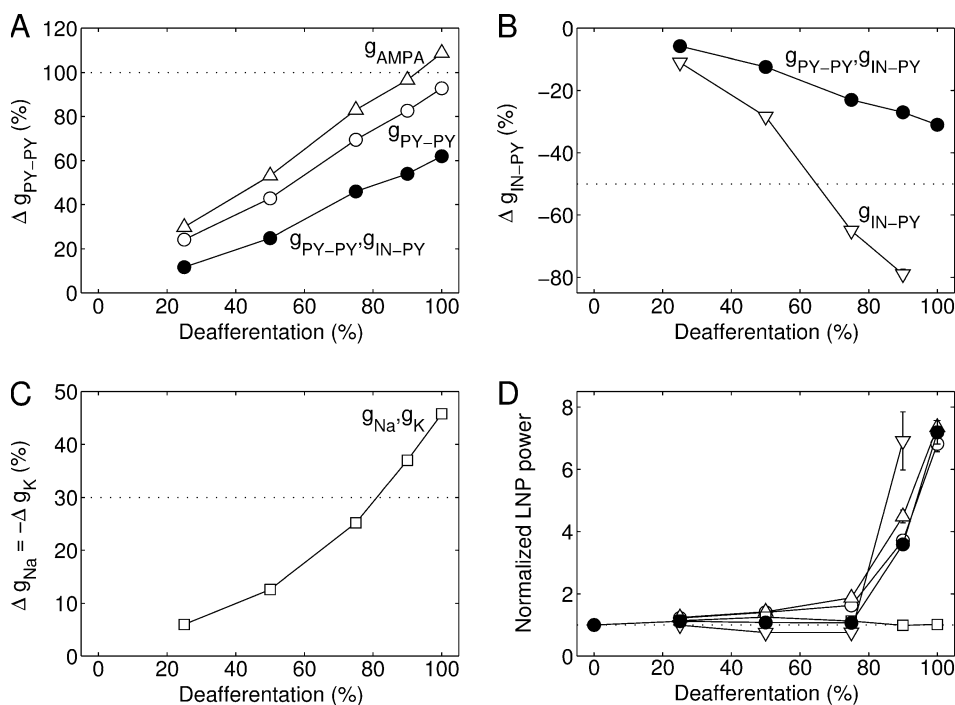 A
Δ g_PY−PY (%)
120
100
80
60
40
20
0
g_AMPA
g_PY−PY
g_PY−PY,g_IN−PY
0 20 40 60 80 100
Deafferentation (%)
B
Δ g_IN−PY (%)
0
−20
−40
−60
−80
g_PY−PY,g_IN−PY
g_IN−PY
0 20 40 60 80 100
Deafferentation (%)
C
Δ g_Na = −Δ g_K (%)
50
40
30
20
10
0
g_Na,g_K
0 20 40 60 80 100
Deafferentation (%)
D
Normalized LNP power
8
6
4
2
0
0 20 40 60 80 100
Deafferentation (%)